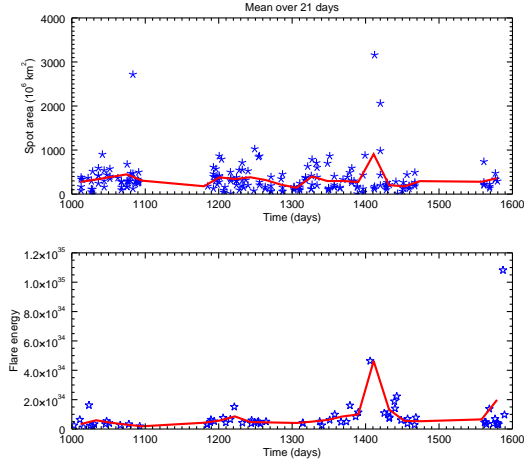 Mean over 21 days
4000
3000
2000
1000
0
Spot area (10⁶ km²)
1000 1100 1200 1300 1400 1500 1600
Time (days)
1.2×10³⁵
1.0×10³⁵
8.0×10³⁴
6.0×10³⁴
4.0×10³⁴
2.0×10³⁴
0
Flare energy
1000 1100 1200 1300 1400 1500 1600
Time (days)